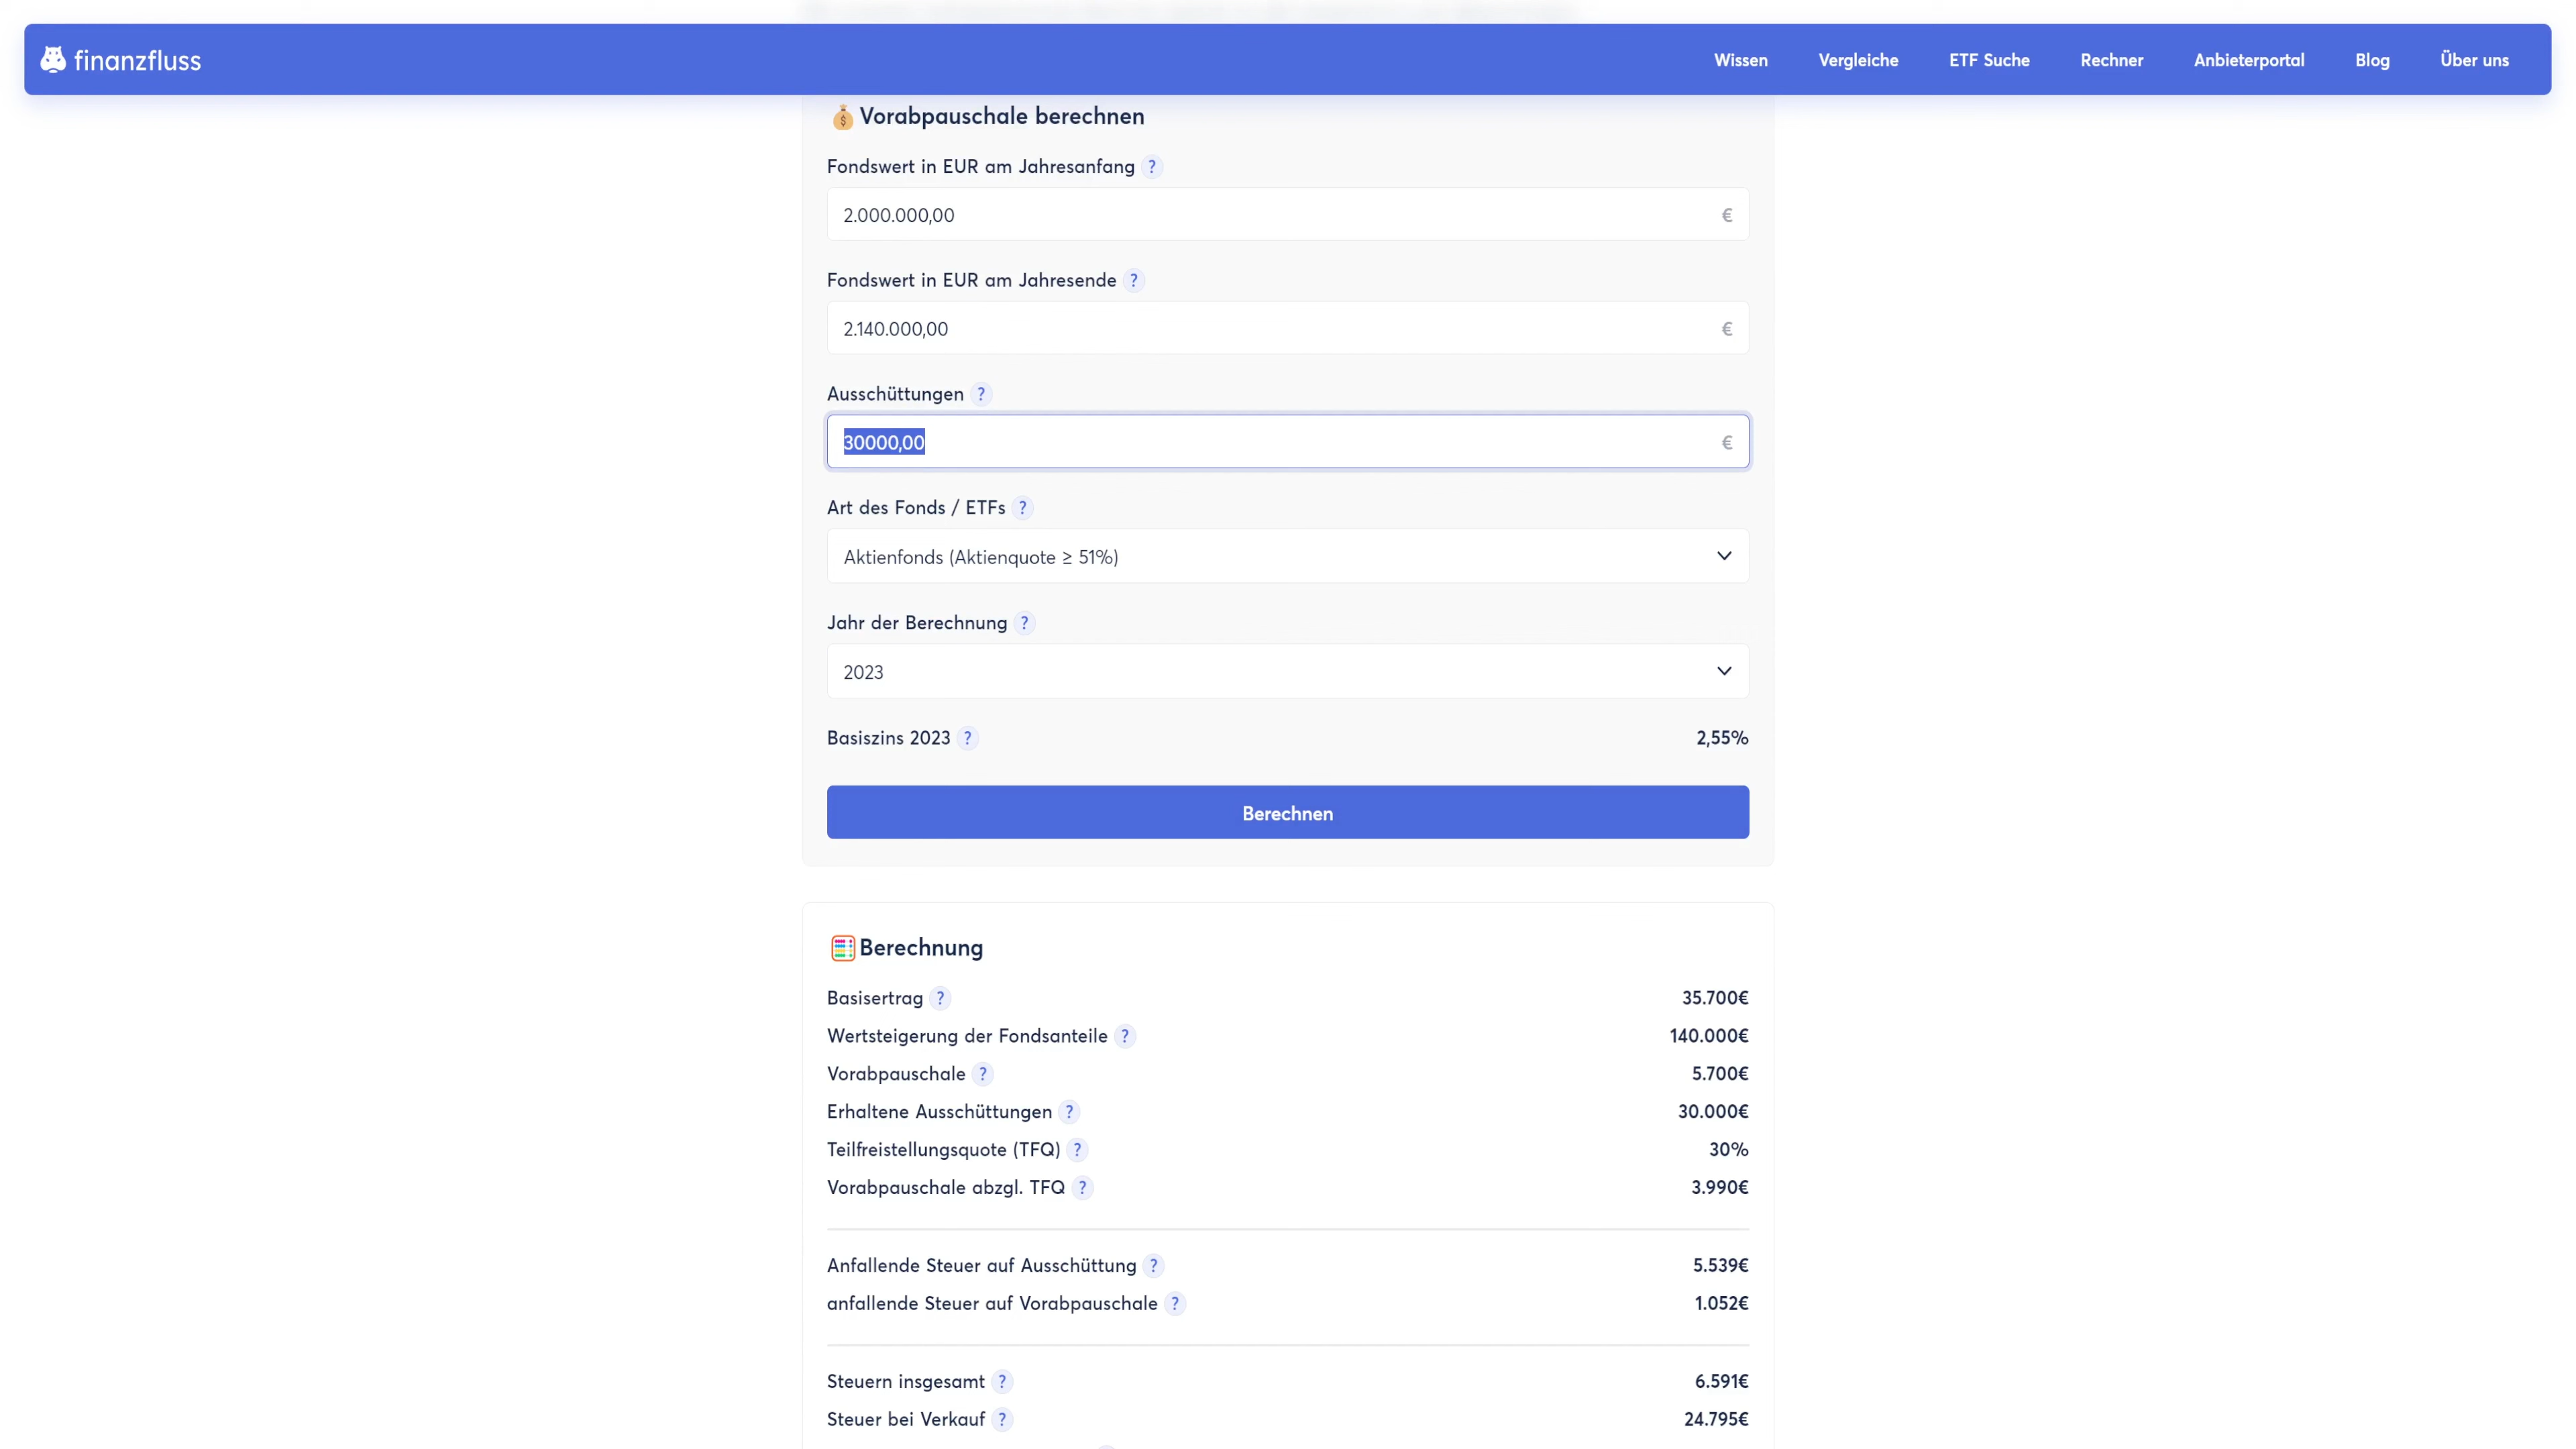 finanzfluss
Wissen Vergleiche ETF Suche Rechner Anbieterportal Blog Über uns
Vorabpauschale berechnen
Fondswert in EUR am Jahresanfang ?
2.000.000,00 €
Fondswert in EUR am Jahresende ?
2.140.000,00 €
Ausschüttungen ?
30000,00 €
Art des Fonds / ETFs ?
Aktienfonds (Aktienquote ≥ 51%)
Jahr der Berechnung ?
2023
Basiszins 2023 ? 2,55%
Berechnen
Berechnung
Basisertrag ? 35.700€
Wertsteigerung der Fondsanteile ? 140.000€
Vorabpauschale ? 5.700€
Erhaltene Ausschüttungen ? 30.000€
Teilfreistellungsquote (TFQ) ? 30%
Vorabpauschale abzgl. TFQ ? 3.990€
Anfallende Steuer auf Ausschüttung ? 5.539€
anfallende Steuer auf Vorabpauschale ? 1.052€
Steuern insgesamt ? 6.591€
Steuer bei Verkauf ? 24.795€